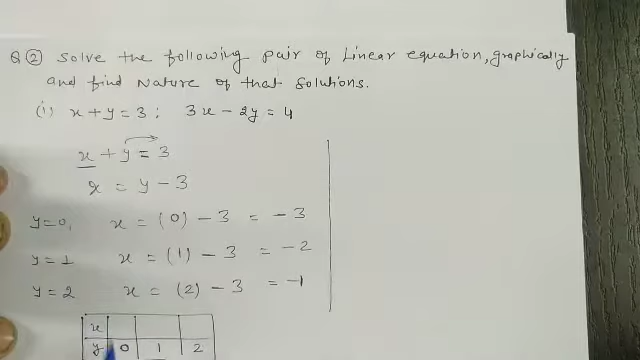 Q② Solve the following pair of Linear equation, graphically
and find Nature of that Solutions.
(i) x + y = 3 ; 3x - 2y = 4
x + y = 3
x = y - 3
y=0, x = (0) - 3 = -3
y=1 x = (1) - 3 = -2
y=2 x = (2) - 3 = -1
x
y 0 1 2